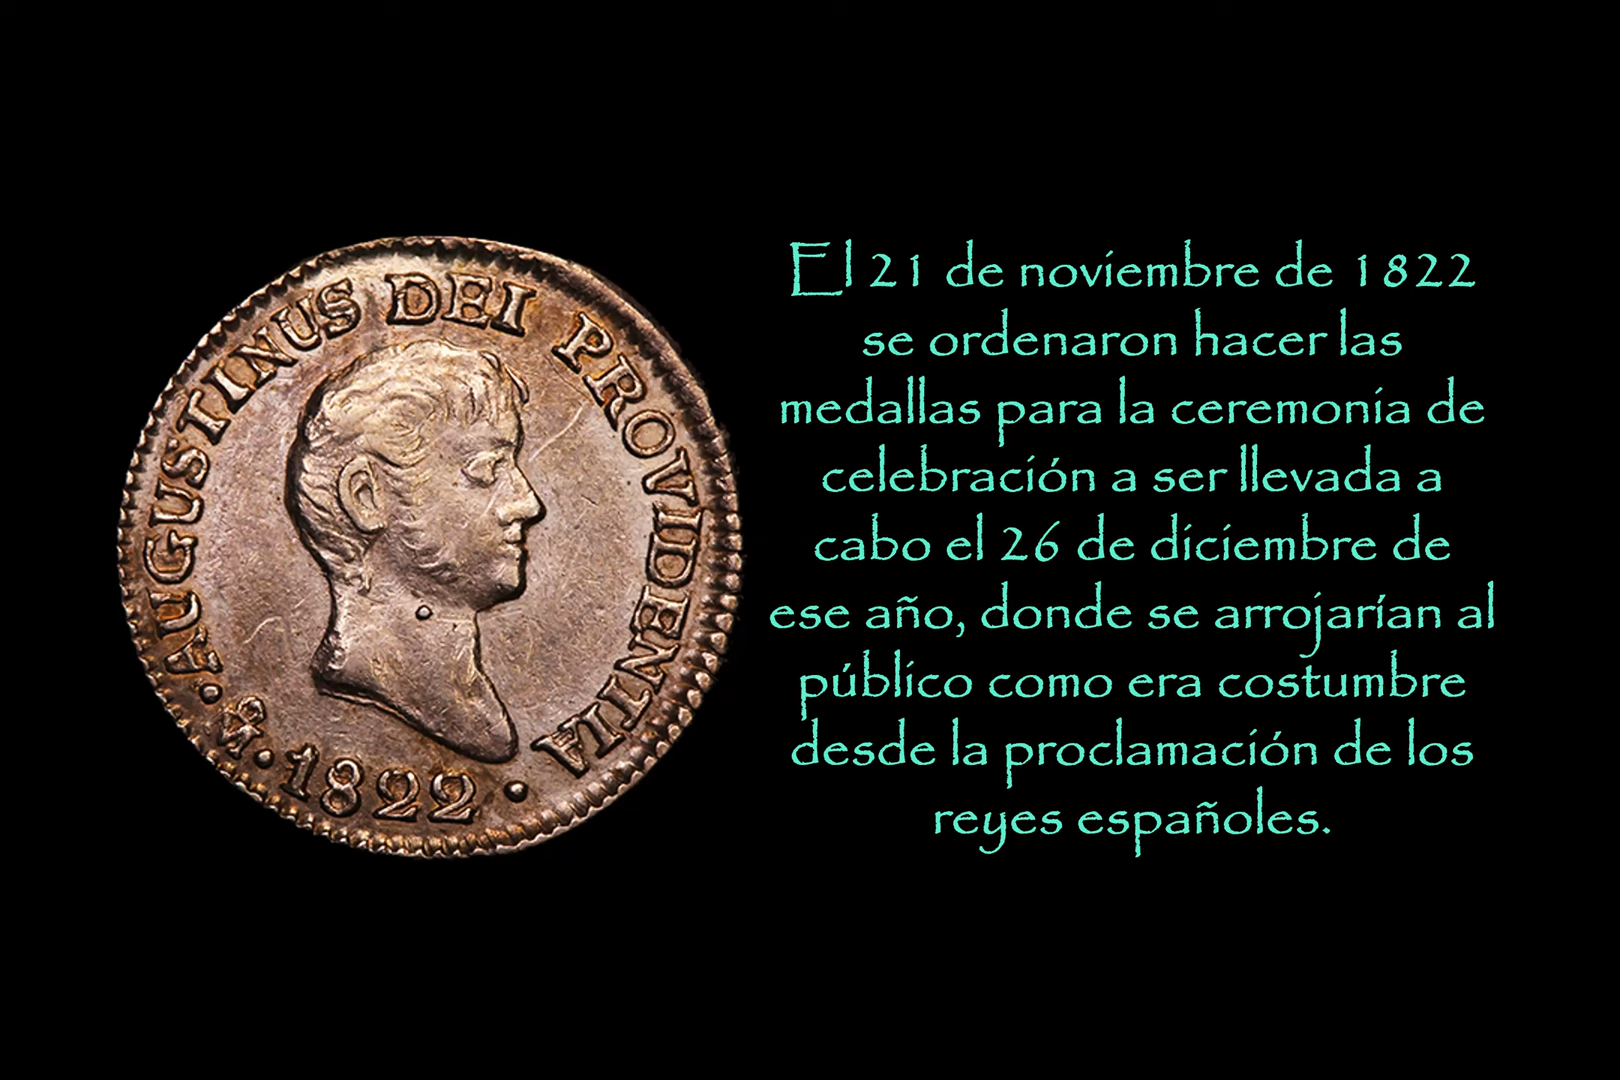 ·AUGUSTINUS DEI PROVIDENTIA
·1822·
El 21 de noviembre de 1822
se ordenaron hacer las
medallas para la ceremonia de
celebración a ser llevada a
cabo el 26 de diciembre de
ese año, donde se arrojarían al
público como era costumbre
desde la proclamación de los
reyes españoles.